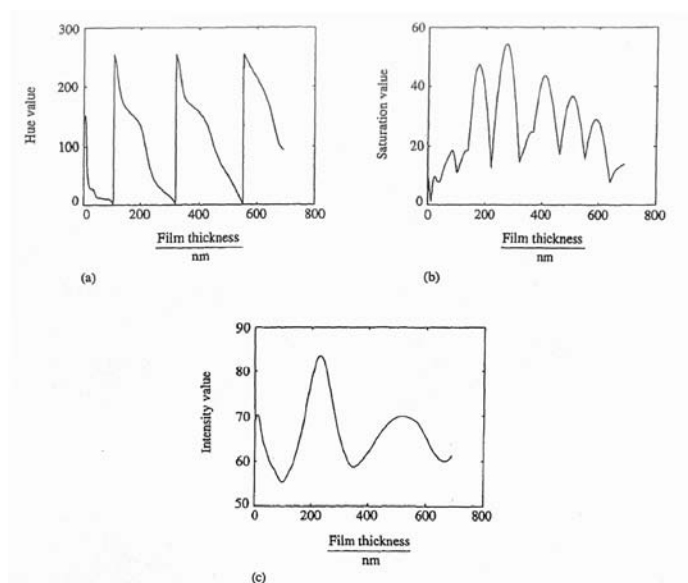 300
200
100
0
Hue value
0 200 400 600 800
Film thickness
nm
(a)
60
40
20
0
Saturation value
0 200 400 600 800
Film thickness
nm
(b)
90
80
70
60
50
Intensity value
0 200 400 600 800
Film thickness
nm
(c)